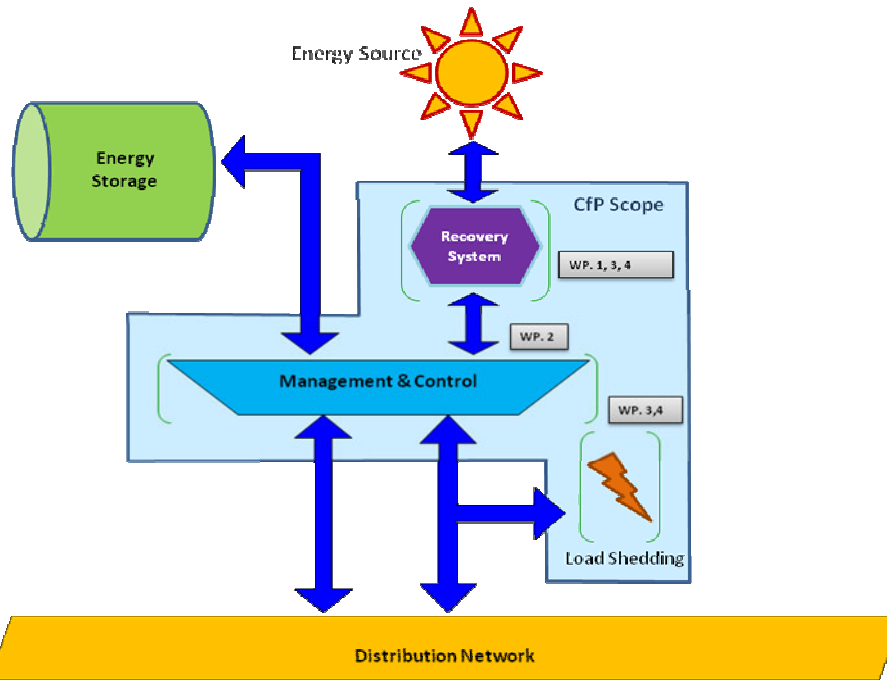 Energy Source
Energy
Storage
CfP Scope
Recovery
System
WP. 1, 3, 4
WP. 2
Management & Control
WP. 3,4
Load Shedding
Distribution Network